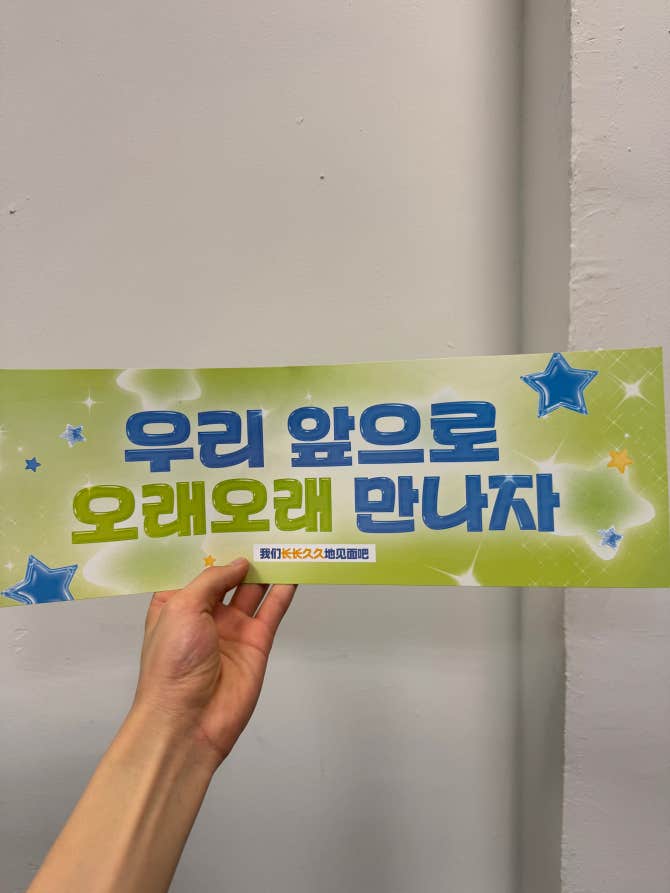 우리 앞으로
오래오래 만나자
我们长长久久地见面吧